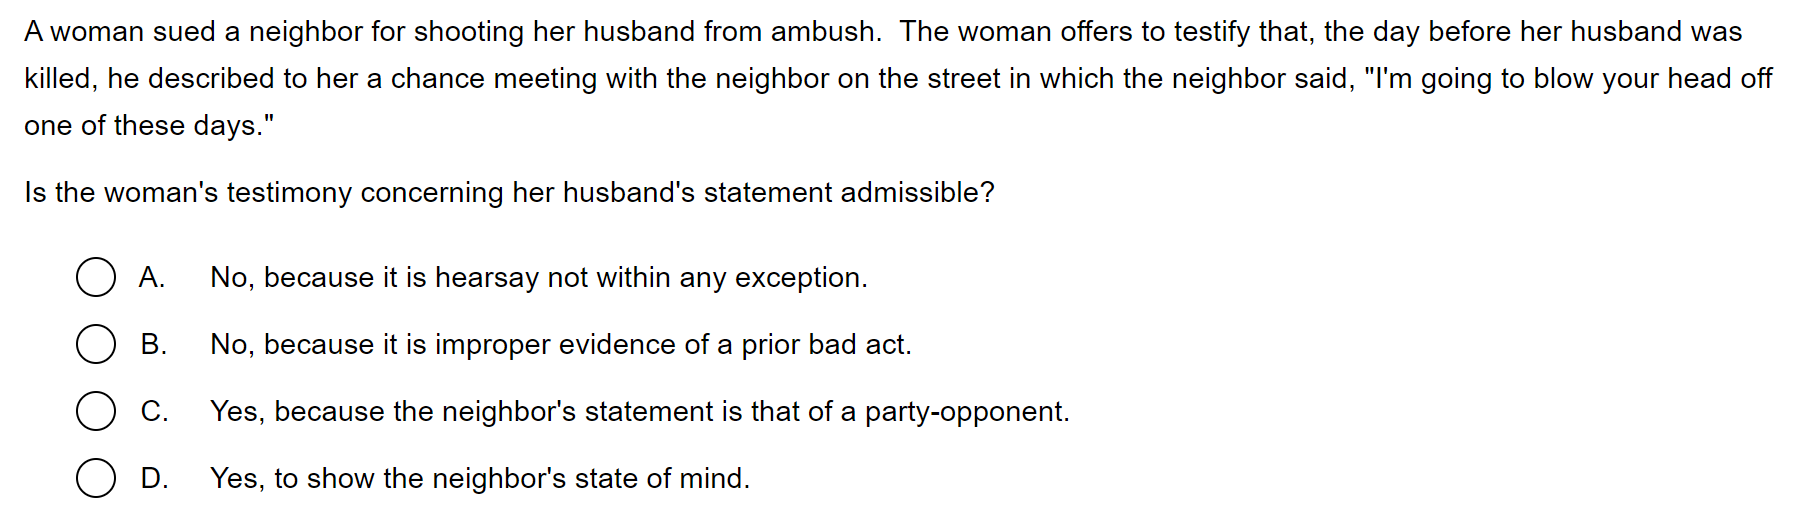 A woman sued a neighbor for shooting her husband from ambush.  The woman offers to testify that, the day before her husband was
killed, he described to her a chance meeting with the neighbor on the street in which the neighbor said, "I'm going to blow your head off
one of these days."
Is the woman's testimony concerning her husband's statement admissible?
A. No, because it is hearsay not within any exception.
B. No, because it is improper evidence of a prior bad act.
C. Yes, because the neighbor's statement is that of a party-opponent.
D. Yes, to show the neighbor's state of mind.